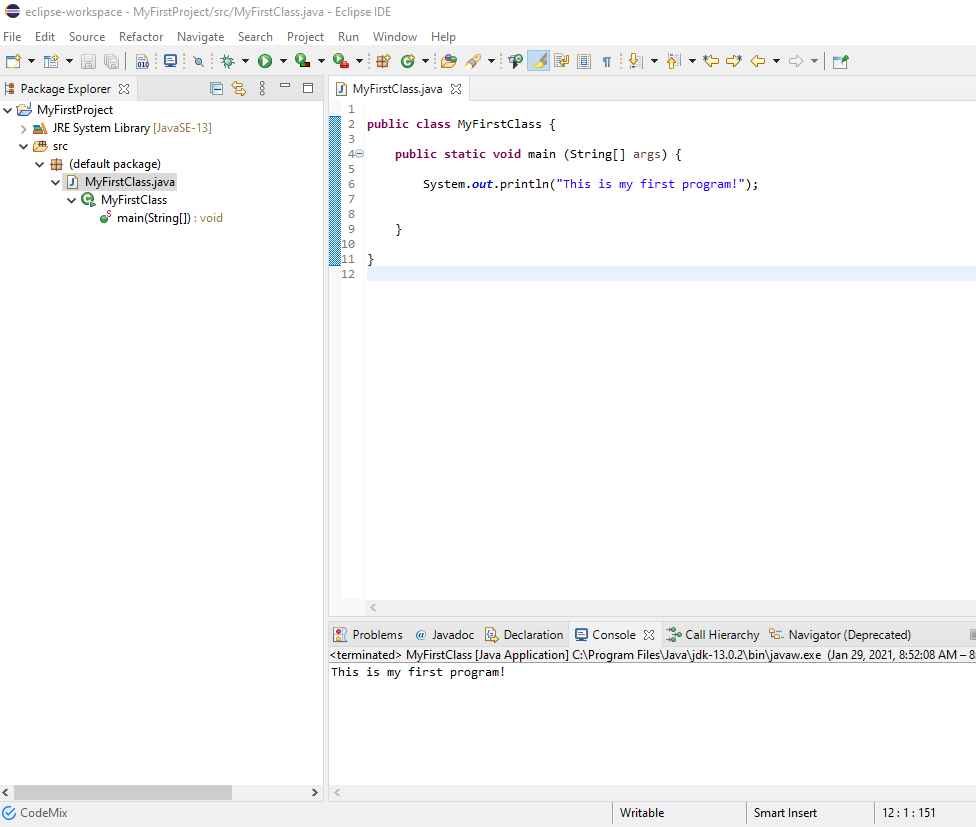 eclipse-workspace - MyFirstProject/src/MyFirstClass.java - Eclipse IDE
File Edit Source Refactor Navigate Search Project Run Window Help
Package Explorer
MyFirstProject
JRE System Library [JavaSE-13]
src
(default package)
MyFirstClass.java
MyFirstClass
main(String[]) : void
MyFirstClass.java
1
2 public class MyFirstClass {
3
4 public static void main (String[] args) {
5
6 System.out.println("This is my first program!");
7
8
9 }
10
11 }
12
Problems @ Javadoc Declaration Console Call Hierarchy Navigator (Deprecated)
<terminated> MyFirstClass [Java Application] C:\Program Files\Java\jdk-13.0.2\bin\javaw.exe (Jan 29, 2021, 8:52:08 AM – 8:
This is my first program!
CodeMix Writable Smart Insert 12 : 1 : 151